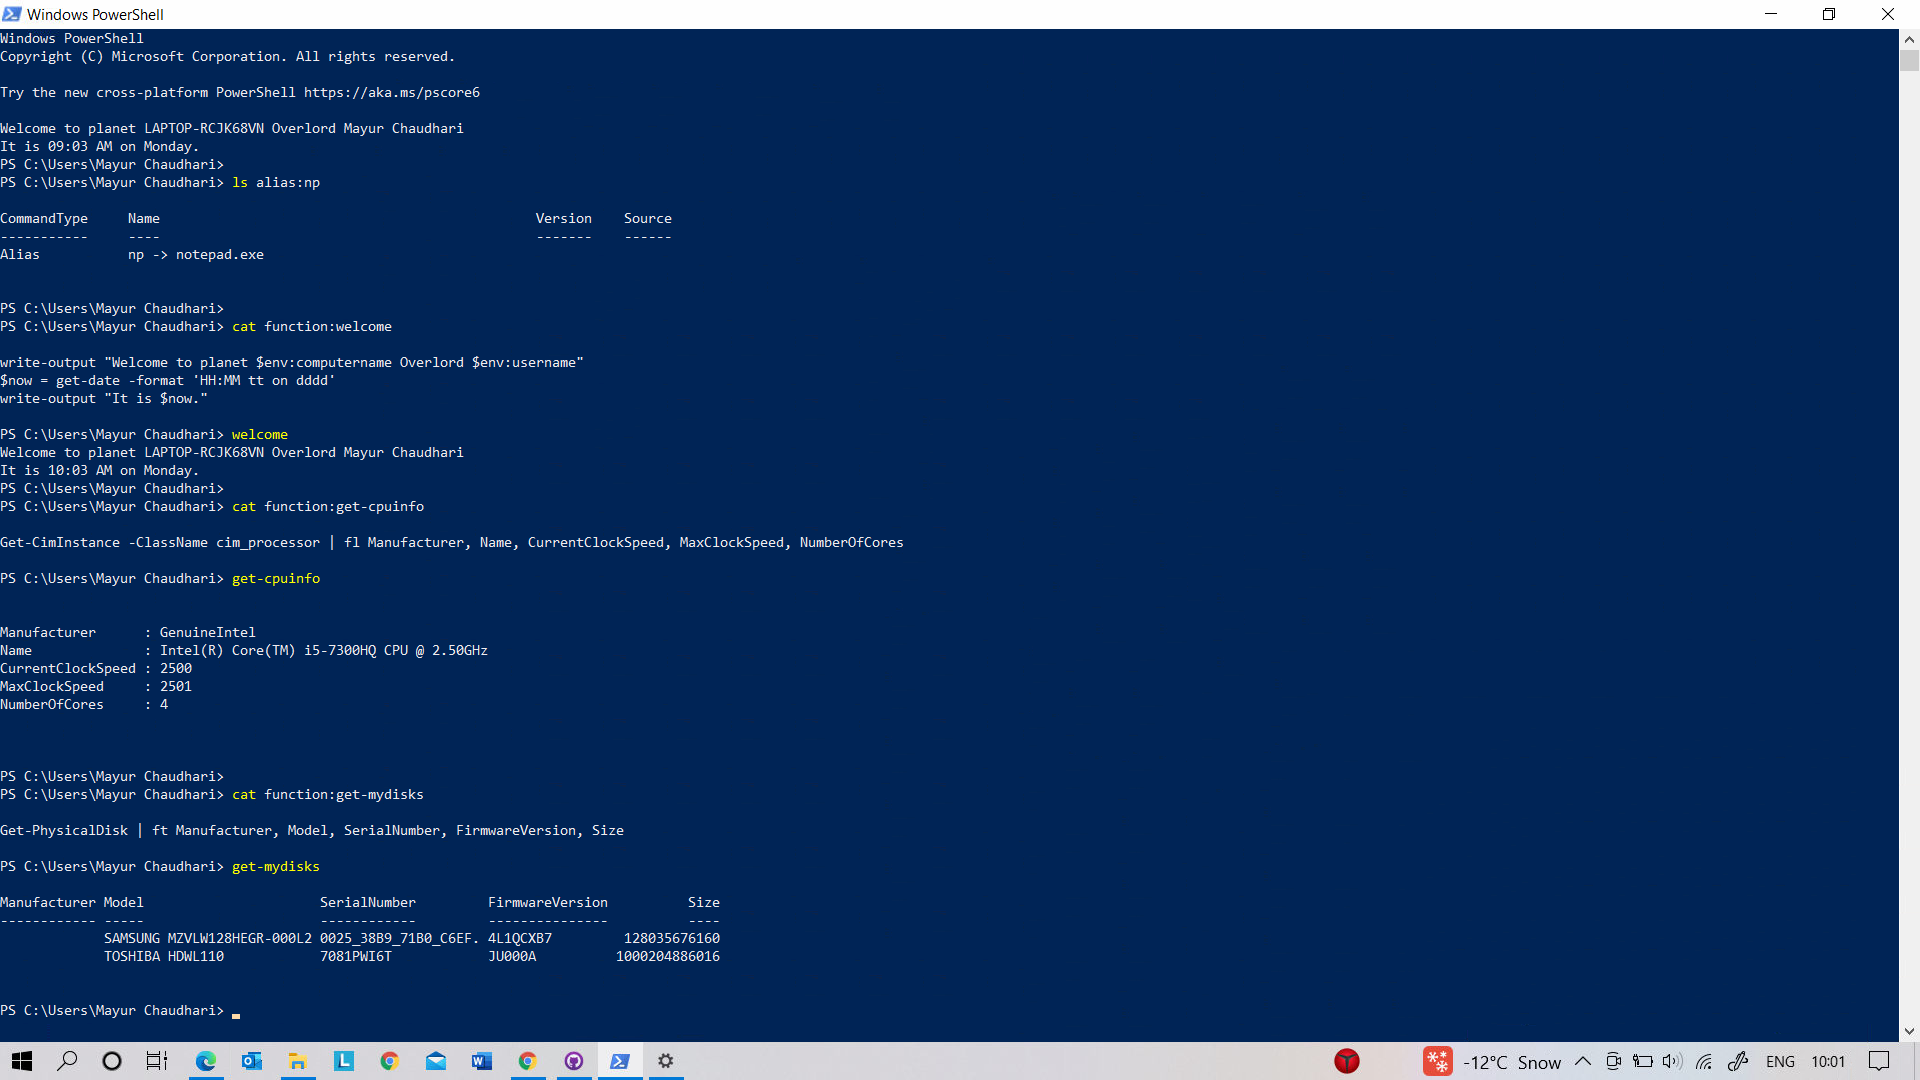 Windows PowerShell
Windows PowerShell
Copyright (C) Microsoft Corporation. All rights reserved.
Try the new cross-platform PowerShell https://aka.ms/pscore6
Welcome to planet LAPTOP-RCJK68VN Overlord Mayur Chaudhari
It is 09:03 AM on Monday.
PS C:\Users\Mayur Chaudhari>
PS C:\Users\Mayur Chaudhari> ls alias:np
CommandType     Name                                               Version    Source
-----------     ----                                               -------    ------
Alias           np -> notepad.exe
PS C:\Users\Mayur Chaudhari>
PS C:\Users\Mayur Chaudhari> cat function:welcome
write-output "Welcome to planet $env:computername Overlord $env:username"
$now = get-date -format 'HH:MM tt on dddd'
write-output "It is $now."
PS C:\Users\Mayur Chaudhari> welcome
Welcome to planet LAPTOP-RCJK68VN Overlord Mayur Chaudhari
It is 10:03 AM on Monday.
PS C:\Users\Mayur Chaudhari>
PS C:\Users\Mayur Chaudhari> cat function:get-cpuinfo
Get-CimInstance -ClassName cim_processor | fl Manufacturer, Name, CurrentClockSpeed, MaxClockSpeed, NumberOfCores
PS C:\Users\Mayur Chaudhari> get-cpuinfo
Manufacturer      : GenuineIntel
Name              : Intel(R) Core(TM) i5-7300HQ CPU @ 2.50GHz
CurrentClockSpeed : 2500
MaxClockSpeed     : 2501
NumberOfCores     : 4
PS C:\Users\Mayur Chaudhari>
PS C:\Users\Mayur Chaudhari> cat function:get-mydisks
Get-PhysicalDisk | ft Manufacturer, Model, SerialNumber, FirmwareVersion, Size
PS C:\Users\Mayur Chaudhari> get-mydisks
Manufacturer Model                      SerialNumber         FirmwareVersion          Size
------------ -----                      ------------         ---------------          ----
             SAMSUNG MZVLW128HEGR-000L2 0025_38B9_71B0_C6EF. 4L1QCXB7         128035676160
             TOSHIBA HDWL110            7081PWI6T            JU000A          1000204886016
PS C:\Users\Mayur Chaudhari>
-12°C Snow ENG 10:01